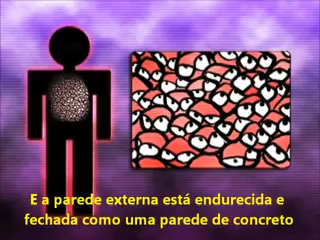 E a parede externa está endurecida e
fechada como uma parede de concreto